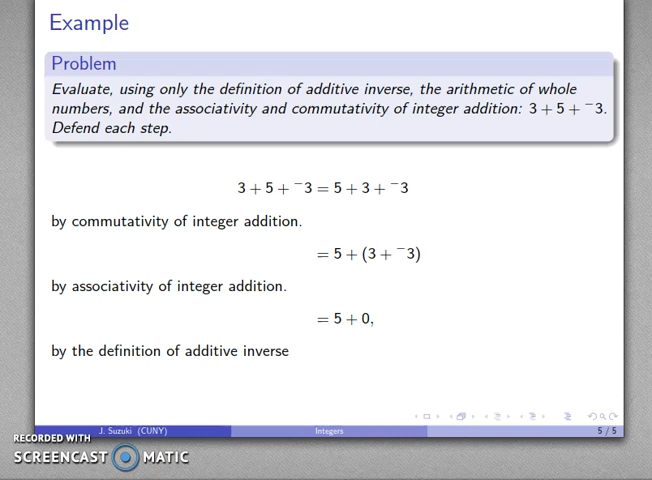 Example
Problem
Evaluate, using only the definition of additive inverse, the arithmetic of whole
numbers, and the associativity and commutativity of integer addition: 3 + 5 + ⁻3.
Defend each step.
3 + 5 + ⁻3 = 5 + 3 + ⁻3
by commutativity of integer addition.
= 5 + (3 + ⁻3)
by associativity of integer addition.
= 5 + 0,
by the definition of additive inverse
J. Suzuki (CUNY) Integers 5 / 5
RECORDED WITH
SCREENCAST MATIC